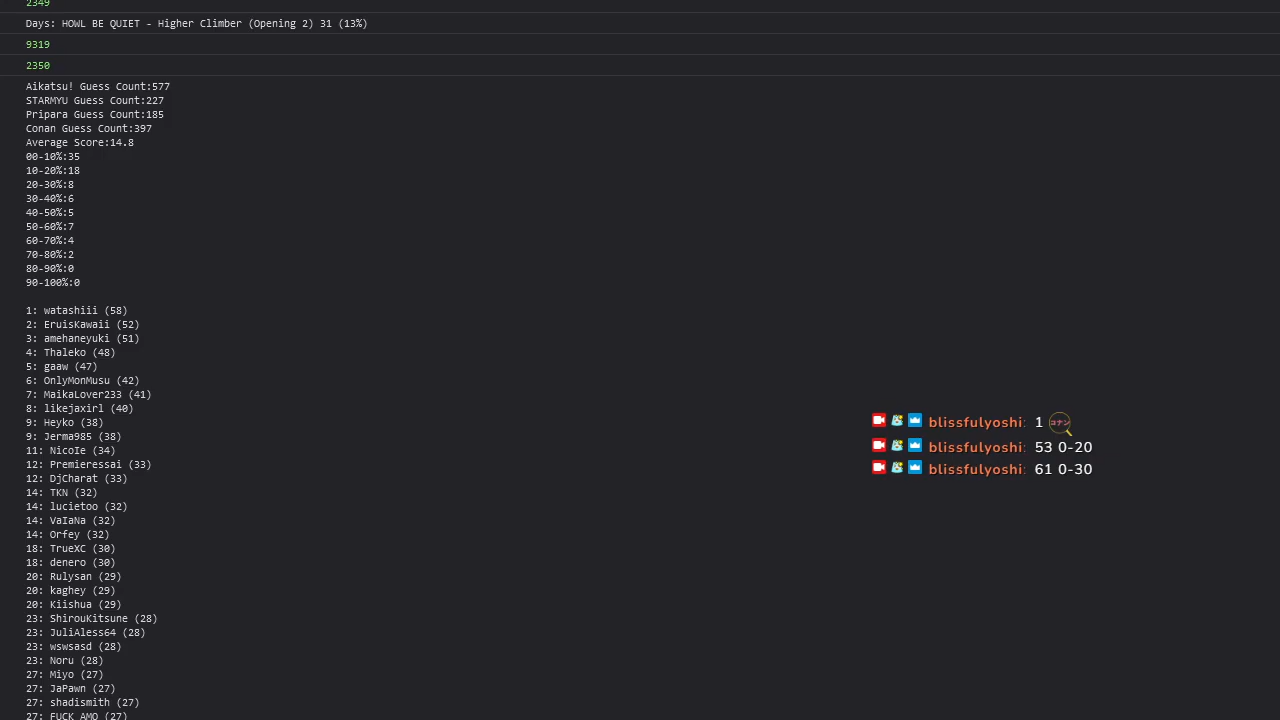 2349
Days: HOWL BE QUIET - Higher Climber (Opening 2) 31 (13%)
9319
2350
Aikatsu! Guess Count:577
STARMYU Guess Count:227
Pripara Guess Count:185
Conan Guess Count:397
Average Score:14.8
00-10%:35
10-20%:18
20-30%:8
30-40%:6
40-50%:5
50-60%:7
60-70%:4
70-80%:2
80-90%:0
90-100%:0
1: watashiii (58)
2: EruisKawaii (52)
3: amehaneyuki (51)
4: Thaleko (48)
5: gaaw (47)
6: OnlyMonMusu (42)
7: MaikaLover233 (41)
8: likejaxirl (40)
9: Heyko (38)
9: Jerma985 (38)
11: NicoIe (34)
12: Premieressai (33)
12: DjCharat (33)
14: TKN (32)
14: lucietoo (32)
14: VaIaNa (32)
14: Orfey (32)
18: TrueXC (30)
18: denero (30)
20: Rulysan (29)
20: kaghey (29)
20: Kiishua (29)
23: ShirouKitsune (28)
23: JuliAless64 (28)
23: wswsasd (28)
23: Noru (28)
27: Miyo (27)
27: JaPawn (27)
27: shadismith (27)
27: FUCK_AMQ (27)
blissfulyoshi: 1 コナン
blissfulyoshi: 53 0-20
blissfulyoshi: 61 0-30